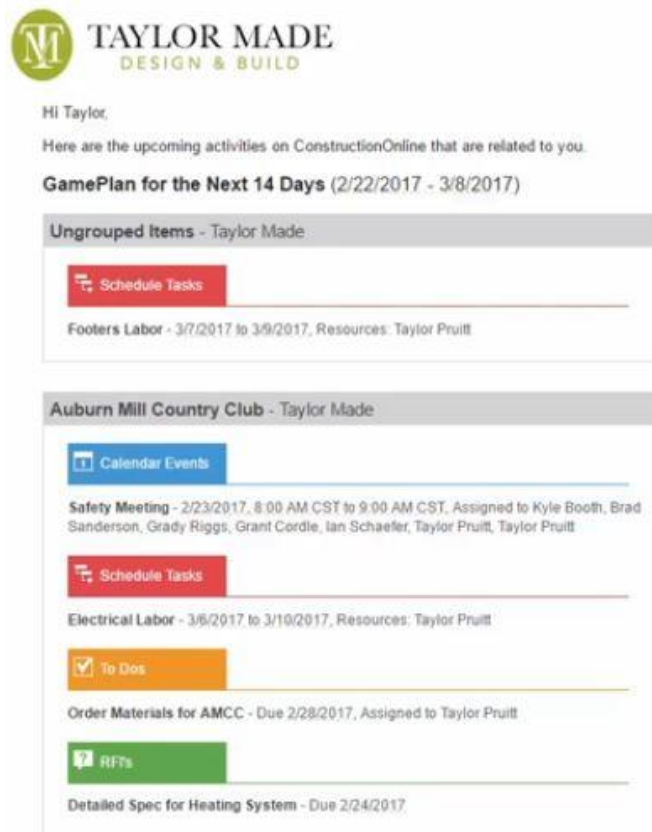 TM
TAYLOR MADE
DESIGN & BUILD
Hi Taylor,
Here are the upcoming activities on ConstructionOnline that are related to you.
GamePlan for the Next 14 Days (2/22/2017 - 3/8/2017)
Ungrouped Items - Taylor Made
Schedule Tasks
Footers Labor - 3/7/2017 to 3/9/2017, Resources: Taylor Pruitt
Auburn Mill Country Club - Taylor Made
1 Calendar Events
Safety Meeting - 2/23/2017, 8:00 AM CST to 9:00 AM CST, Assigned to Kyle Booth, Brad
Sanderson, Grady Riggs, Grant Cordle, Ian Schaefer, Taylor Pruitt, Taylor Pruitt
Schedule Tasks
Electrical Labor - 3/6/2017 to 3/10/2017, Resources: Taylor Pruitt
To Dos
Order Materials for AMCC - Due 2/28/2017, Assigned to Taylor Pruitt
? RFI's
Detailed Spec for Heating System - Due 2/24/2017